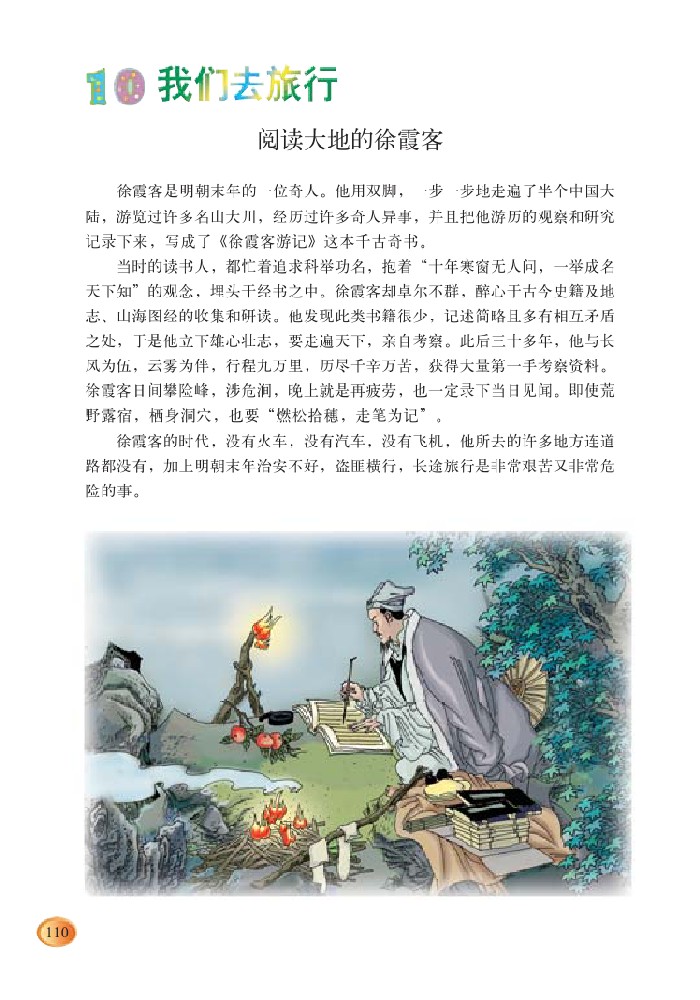 10 我们去旅行
阅读大地的徐霞客
徐霞客是明朝末年的一位奇人。他用双脚，一步一步地走遍了半个中国大
陆，游览过许多名山大川，经历过许多奇人异事，并且把他游历的观察和研究
记录下来，写成了《徐霞客游记》这本千古奇书。
当时的读书人，都忙着追求科举功名，抱着“十年寒窗无人问，一举成名
天下知”的观念，埋头于经书之中。徐霞客却卓尔不群，醉心于古今史籍及地
志、山海图经的收集和研读。他发现此类书籍很少，记述简略且多有相互矛盾
之处，于是他立下雄心壮志，要走遍天下，亲自考察。此后三十多年，他与长
风为伍，云雾为伴，行程九万里，历尽千辛万苦，获得大量第一手考察资料。
徐霞客日间攀险峰，涉危涧，晚上就是再疲劳，也一定录下当日见闻。即使荒
野露宿，栖身洞穴，也要“燃松拾穗，走笔为记”。
徐霞客的时代，没有火车，没有汽车，没有飞机，他所去的许多地方连道
路都没有，加上明朝末年治安不好，盗匪横行，长途旅行是非常艰苦又非常危
险的事。
110